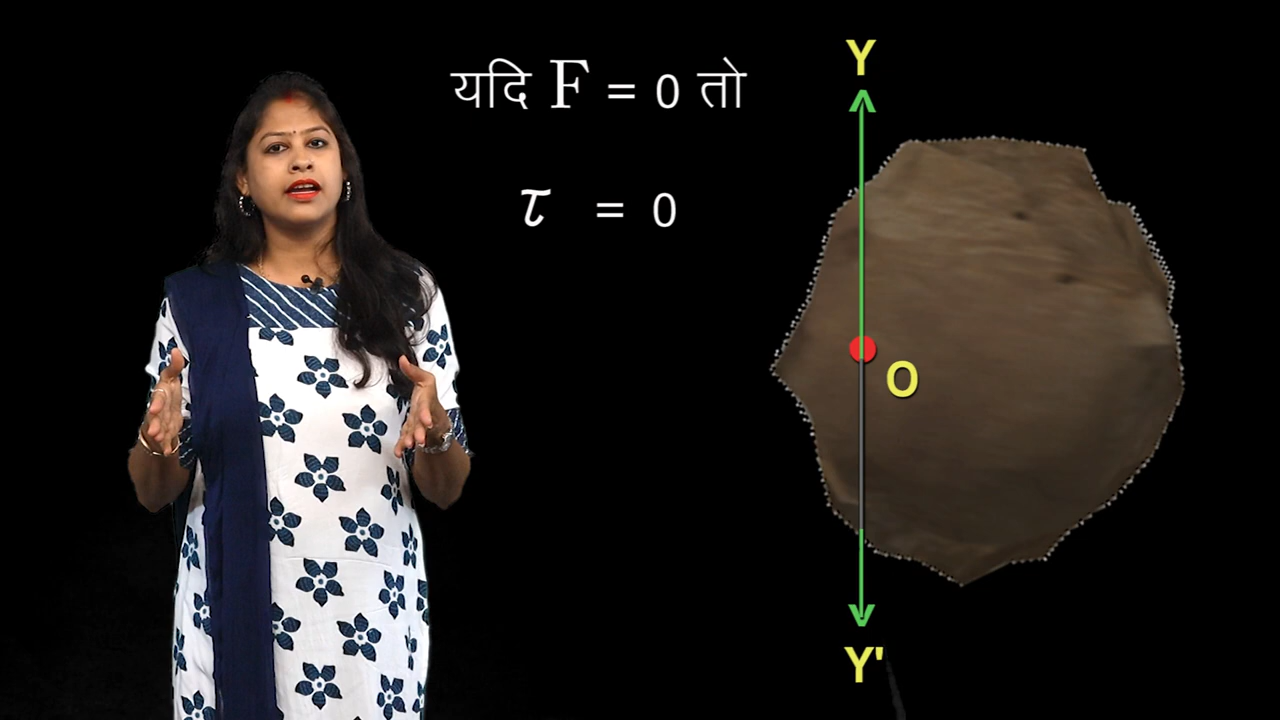 यदि F = 0 तो
τ = 0
Y
O
Y'